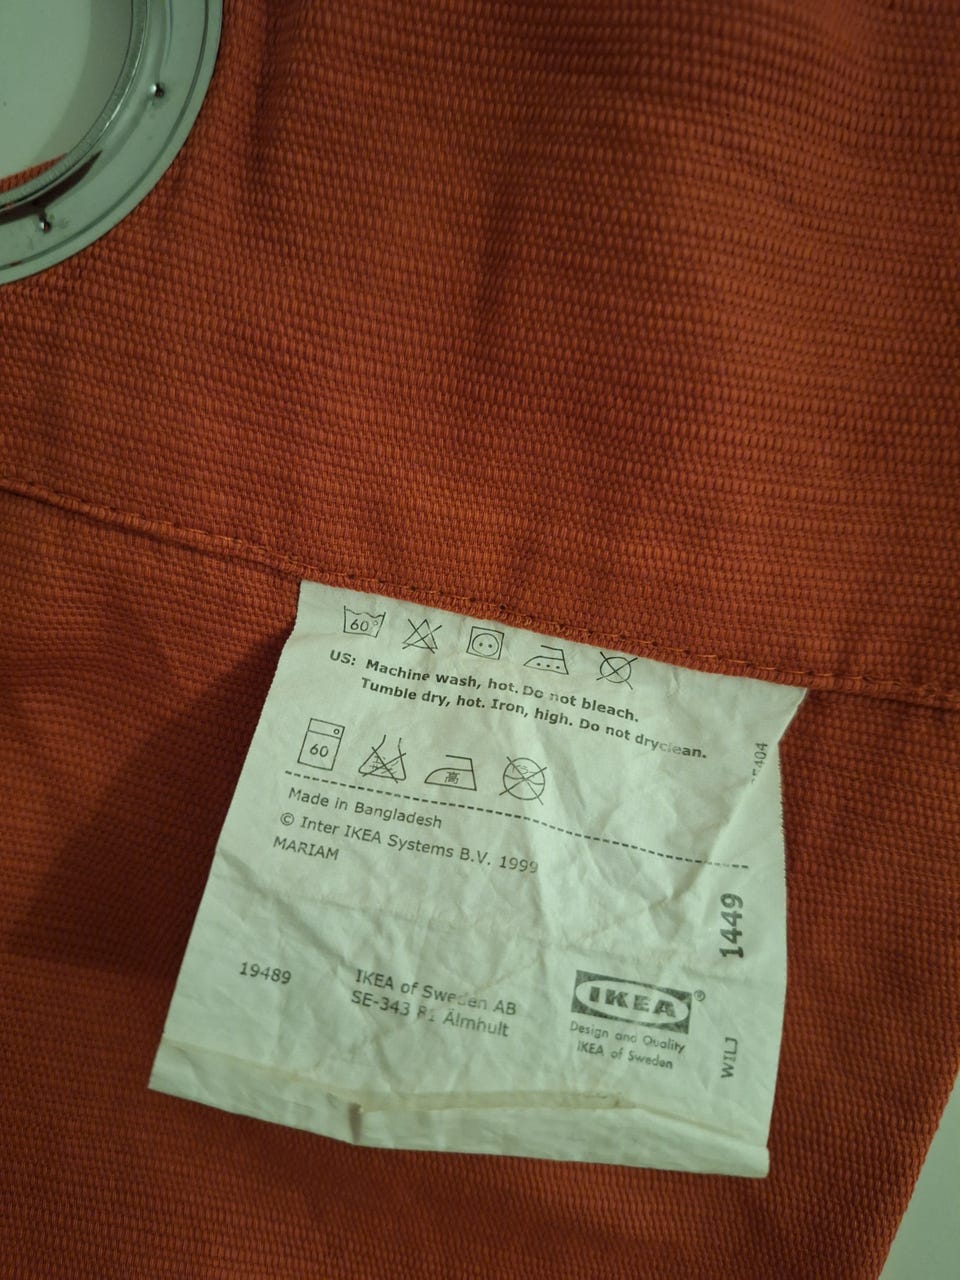 60°
US: Machine wash, hot. Do not bleach.
Tumble dry, hot. Iron, high. Do not dryclean.
60
高
Made in Bangladesh
© Inter IKEA Systems B.V. 1999
MARIAM
1449
19489
IKEA of Sweden AB
SE-343 81 Älmhult
IKEA®
Design and Quality
IKEA of Sweden
WILJ